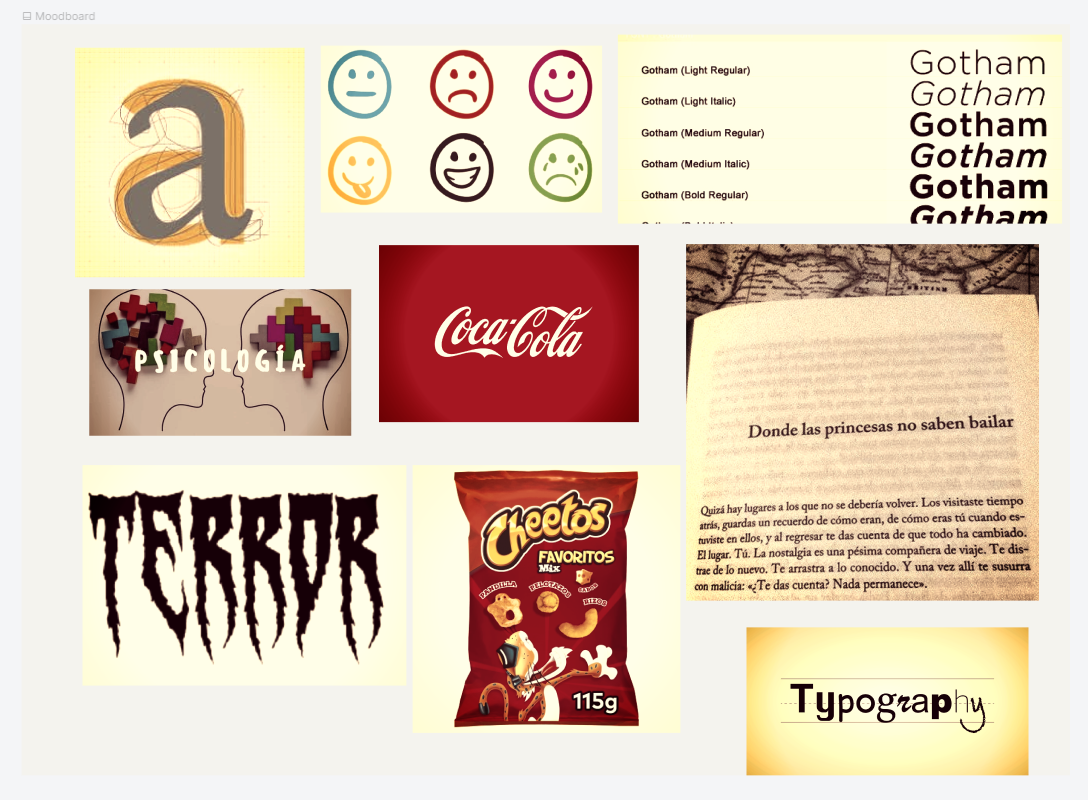 Moodboard
a
Gotham (Light Regular)
Gotham
Gotham (Light Italic)
Gotham
Gotham (Medium Regular)
Gotham
Gotham (Medium Italic)
Gotham
Gotham (Bold Regular)
Gotham
Gotham
PSICOLOGÍA
Coca-Cola
Donde las princesas no saben bailar
Quizá hay lugares a los que no se debería volver. Los visitaste tiempo
atrás, guardas un recuerdo de cómo eran, de cómo eras tú cuando es-
tuviste en ellos, y al regresar te das cuenta de que todo ha cambiado.
El lugar. Tú. La nostalgia es una pésima compañera de viaje. Te dis-
trae de lo nuevo. Te arrastra a lo conocido. Y una vez allí te susurra
con malicia: «¿Te das cuenta? Nada permanece».
TERROR
Cheetos
FAVORITOS
Mix
PANDILLA
PELOTAZOS
SABOR
RIZOS
115g
Typography